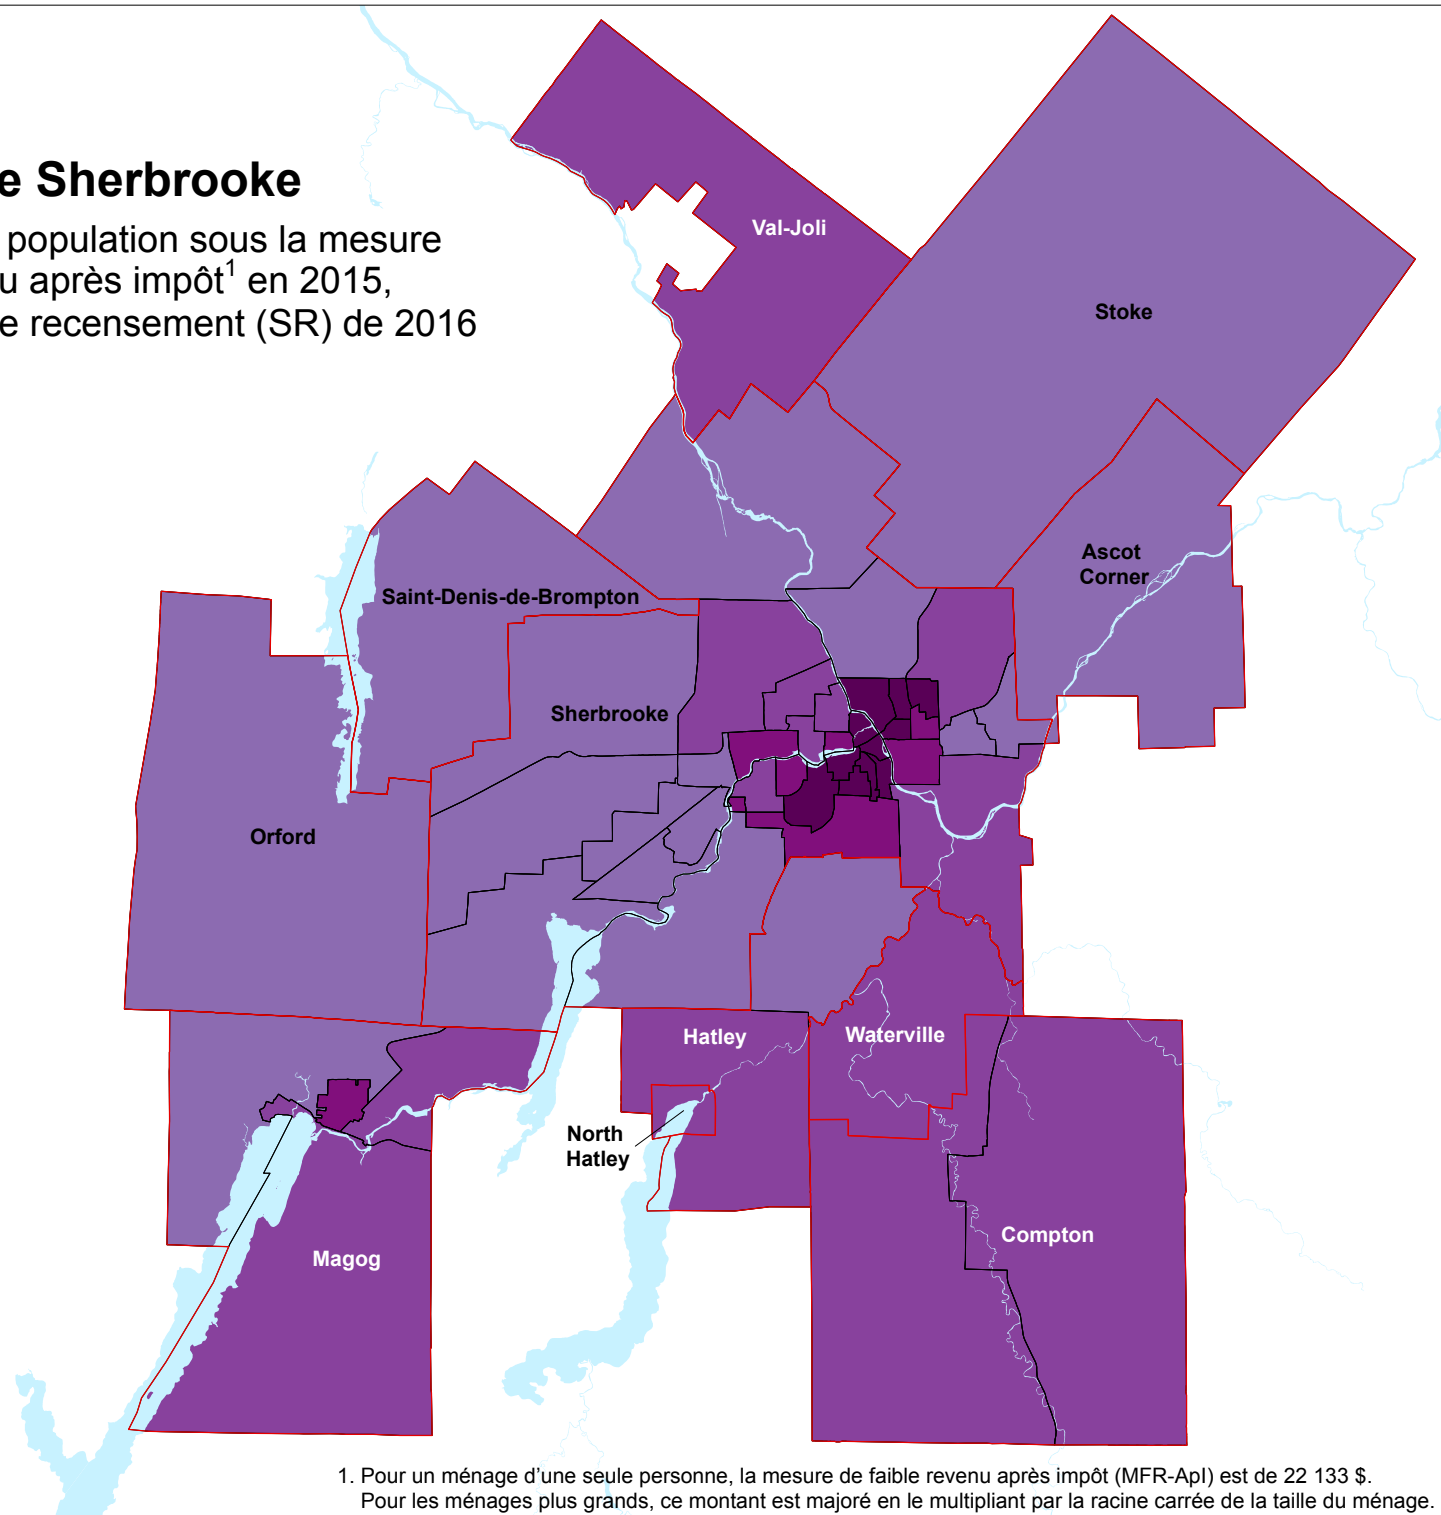 e Sherbrooke
population sous la mesure
u après impôt¹ en 2015,
e recensement (SR) de 2016
Val-Joli
Stoke
Ascot
Corner
Saint-Denis-de-Brompton
Sherbrooke
Orford
Hatley
Waterville
North
Hatley
Compton
Magog
1. Pour un ménage d’une seule personne, la mesure de faible revenu après impôt (MFR-ApI) est de 22 133 $.
Pour les ménages plus grands, ce montant est majoré en le multipliant par la racine carrée de la taille du ménage.